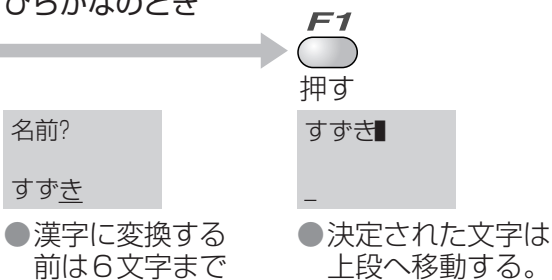 ひらがなのとき
F1
押す
名前?
すずき
●漢字に変換する
前は6文字まで
すずき
_
●決定された文字は
上段へ移動する。